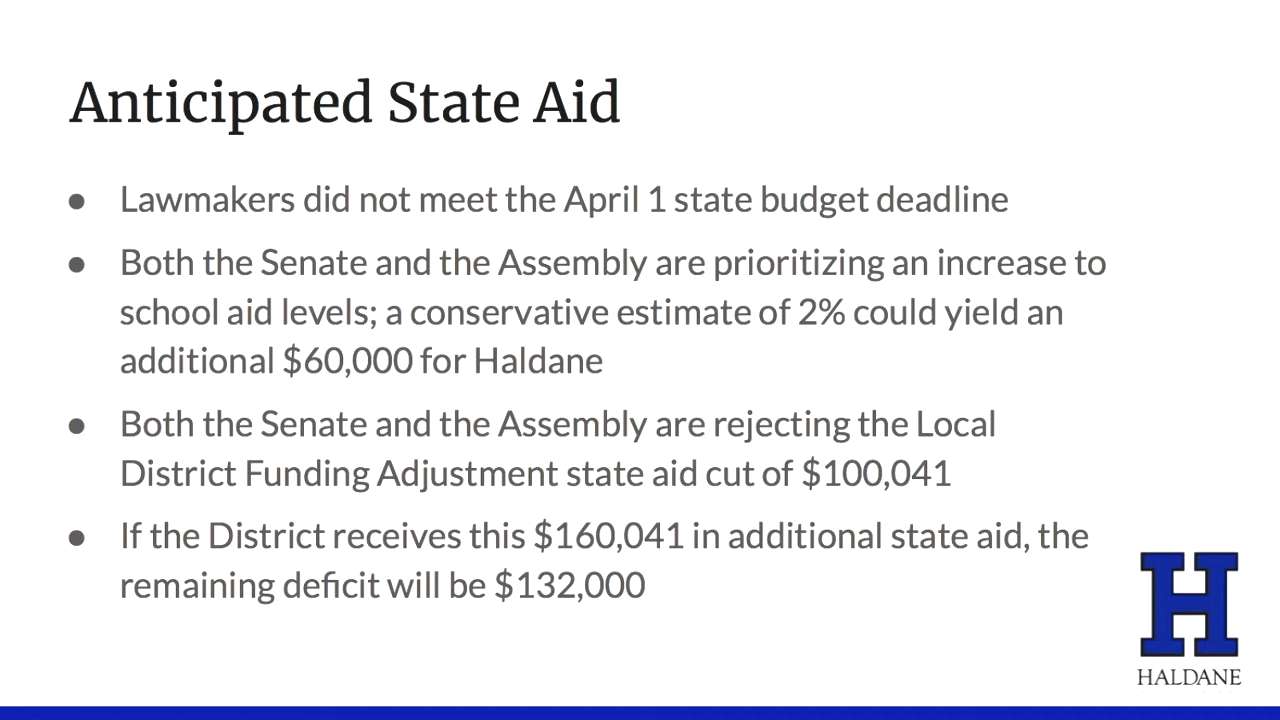 Anticipated State Aid
● Lawmakers did not meet the April 1 state budget deadline
● Both the Senate and the Assembly are prioritizing an increase to
school aid levels; a conservative estimate of 2% could yield an
additional $60,000 for Haldane
● Both the Senate and the Assembly are rejecting the Local
District Funding Adjustment state aid cut of $100,041
● If the District receives this $160,041 in additional state aid, the
remaining deficit will be $132,000
H
HALDANE